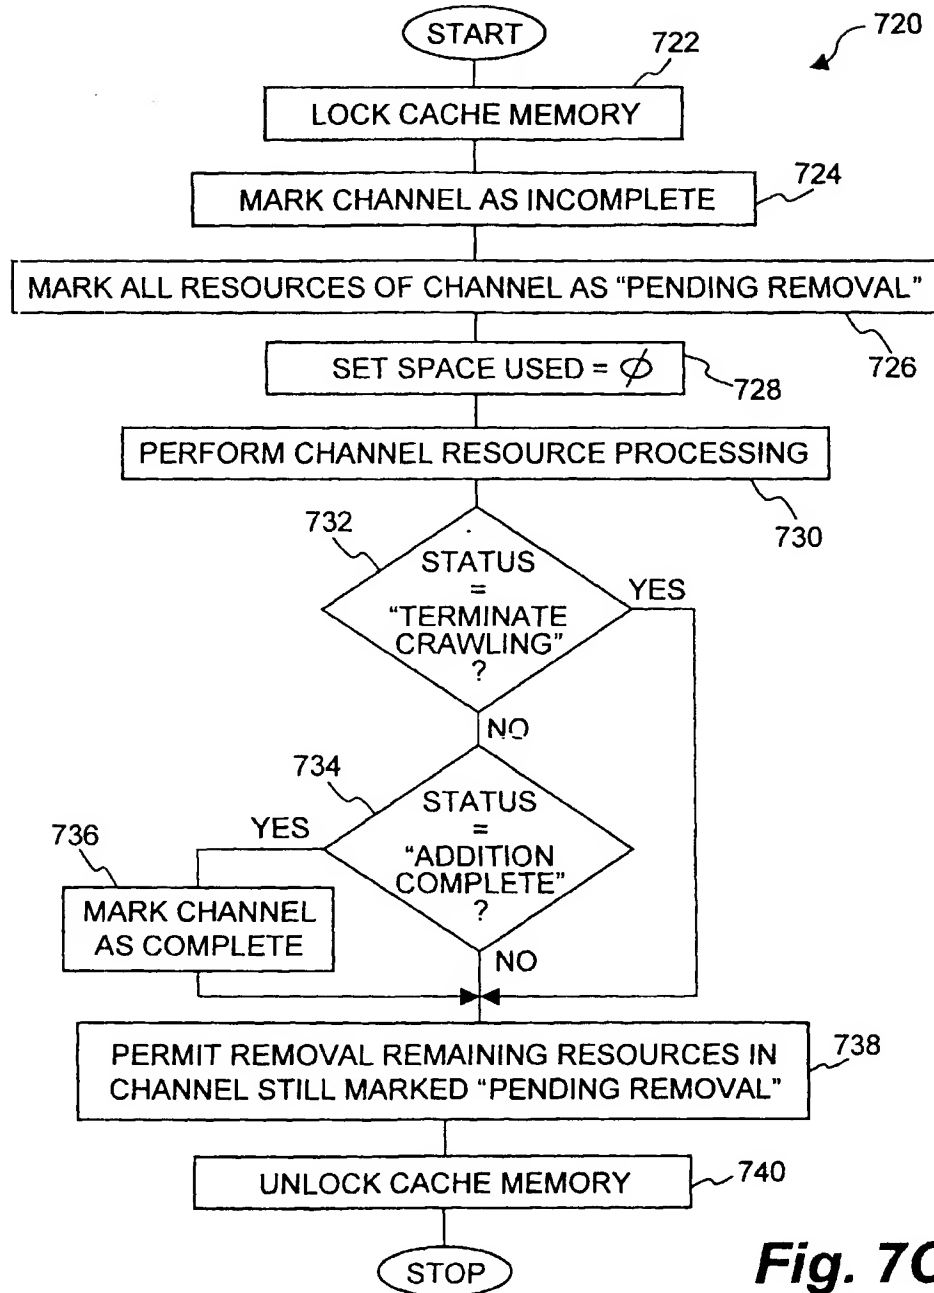 START
720
722
LOCK CACHE MEMORY
724
MARK CHANNEL AS INCOMPLETE
MARK ALL RESOURCES OF CHANNEL AS “PENDING REMOVAL”
726
SET SPACE USED = ϕ
728
PERFORM CHANNEL RESOURCE PROCESSING
730
732
STATUS
=
“TERMINATE
CRAWLING”
?
YES
NO
734
STATUS
=
“ADDITION
COMPLETE”
?
YES
736
MARK CHANNEL
AS COMPLETE
NO
PERMIT REMOVAL REMAINING RESOURCES IN
CHANNEL STILL MARKED “PENDING REMOVAL”
738
UNLOCK CACHE MEMORY
740
STOP
Fig. 7C